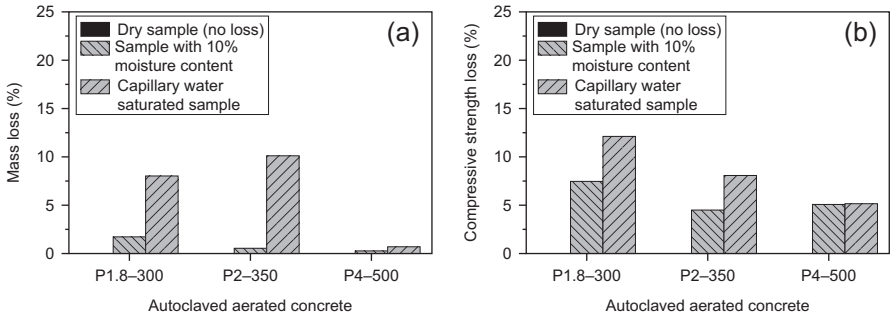 25
20
15
10
5
0
Mass loss (%)
Dry sample (no loss)
Sample with 10%
moisture content
Capillary water
saturated sample
(a)
P1.8–300
P2–350
P4–500
Autoclaved aerated concrete
25
20
15
10
5
0
Compressive strength loss (%)
Dry sample (no loss)
Sample with 10%
moisture content
Capillary water
saturated sample
(b)
P1.8–300
P2–350
P4–500
Autoclaved aerated concrete